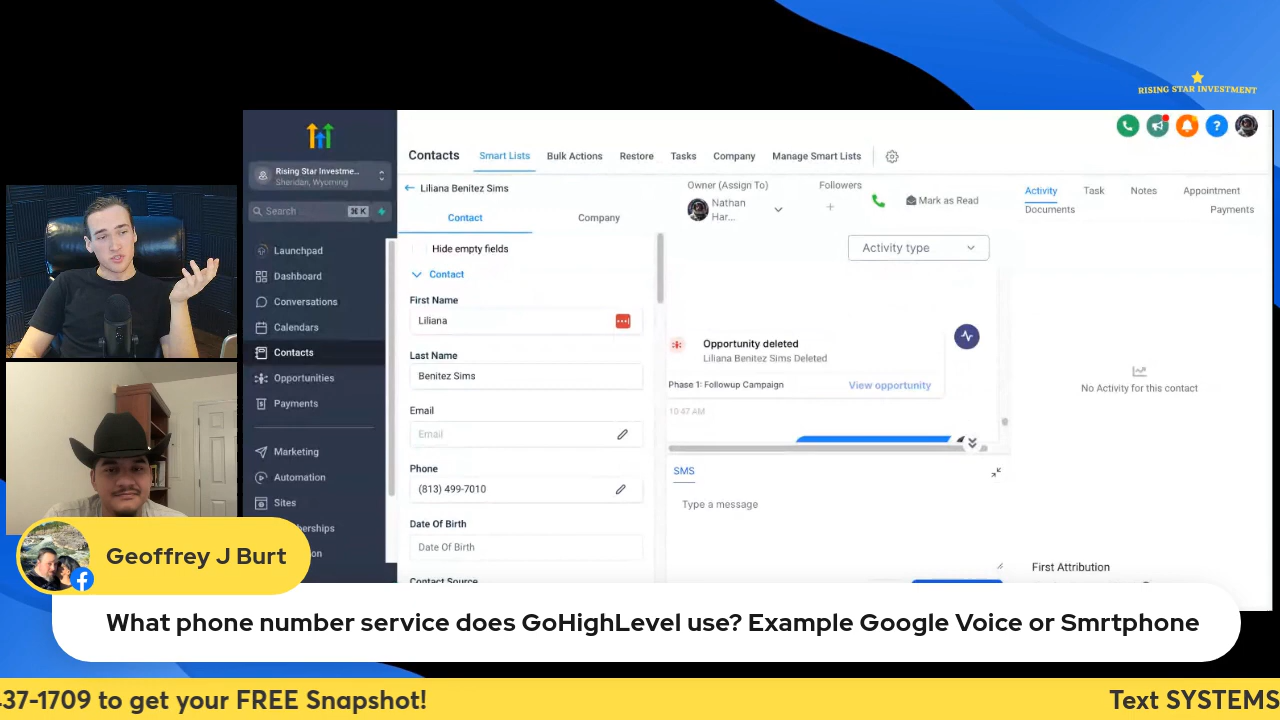 RISING STAR INVESTMENT
Rising Star Investme...
Sheridan, Wyoming
Search
⌘K
Launchpad
Dashboard
Conversations
Calendars
Contacts
Opportunities
Payments
Marketing
Automation
Sites
Contacts
Smart Lists
Bulk Actions
Restore
Tasks
Company
Manage Smart Lists
Liliana Benitez Sims
Contact
Company
Hide empty fields
Contact
First Name
Liliana
Last Name
Benitez Sims
Email
Email
Phone
(813) 499-7010
Date Of Birth
Date Of Birth
Contact Source
Owner (Assign To)
Nathan
Har...
Followers
Mark as Read
Activity type
Opportunity deleted
Liliana Benitez Sims Deleted
Phase 1: Followup Campaign
View opportunity
10:47 AM
SMS
Type a message
Activity
Task
Notes
Appointment
Documents
Payments
No Activity for this contact
First Attribution
Geoffrey J Burt
What phone number service does GoHighLevel use? Example Google Voice or Smrtphone
37-1709 to get your FREE Snapshot!
Text SYSTEMS